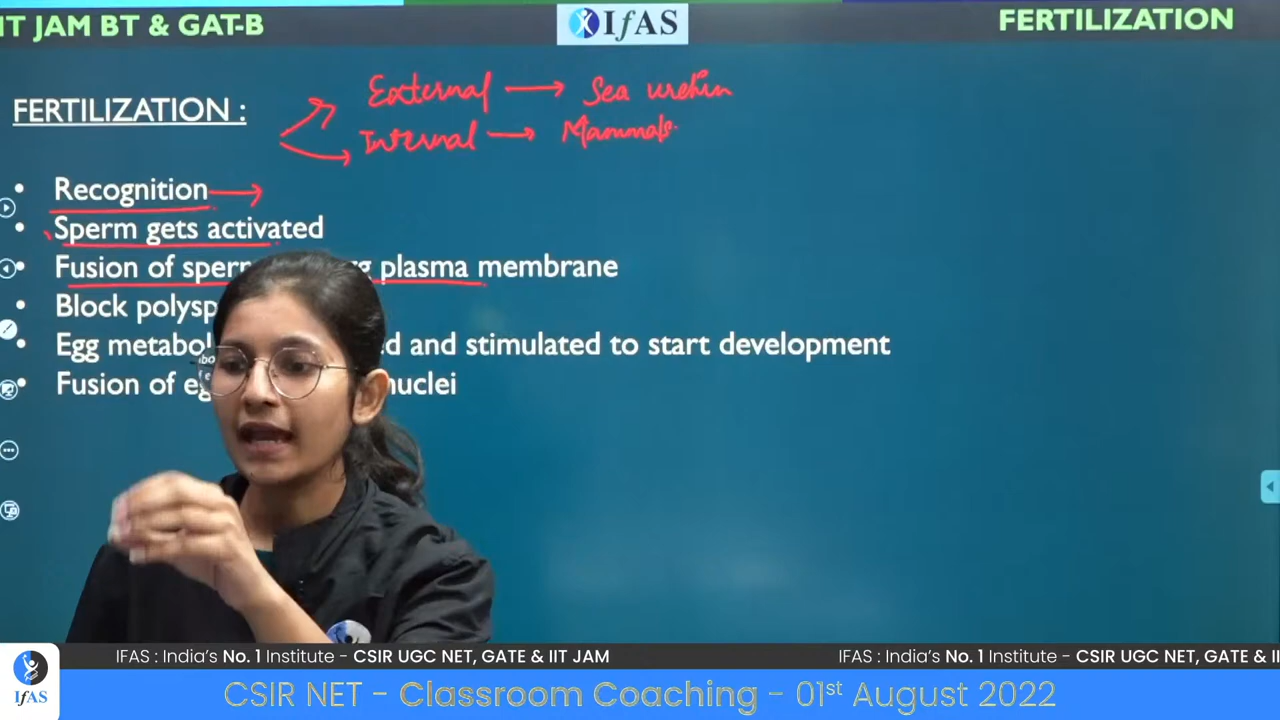 IIT JAM BT & GAT-B
IfAS
FERTILIZATION
FERTILIZATION :
External → Sea urchin
Internal → Mammals
Recognition →
Sperm gets activated
Fusion of sper plasma membrane
Block polysp
Egg metabol d and stimulated to start development
Fusion of eg nuclei
IFAS : India's No. 1 Institute - CSIR UGC NET, GATE & IIT JAM
IFAS : India's No. 1 Institute - CSIR UGC NET, GATE & II
IfAS
CSIR NET - Classroom Coaching - 01st August 2022